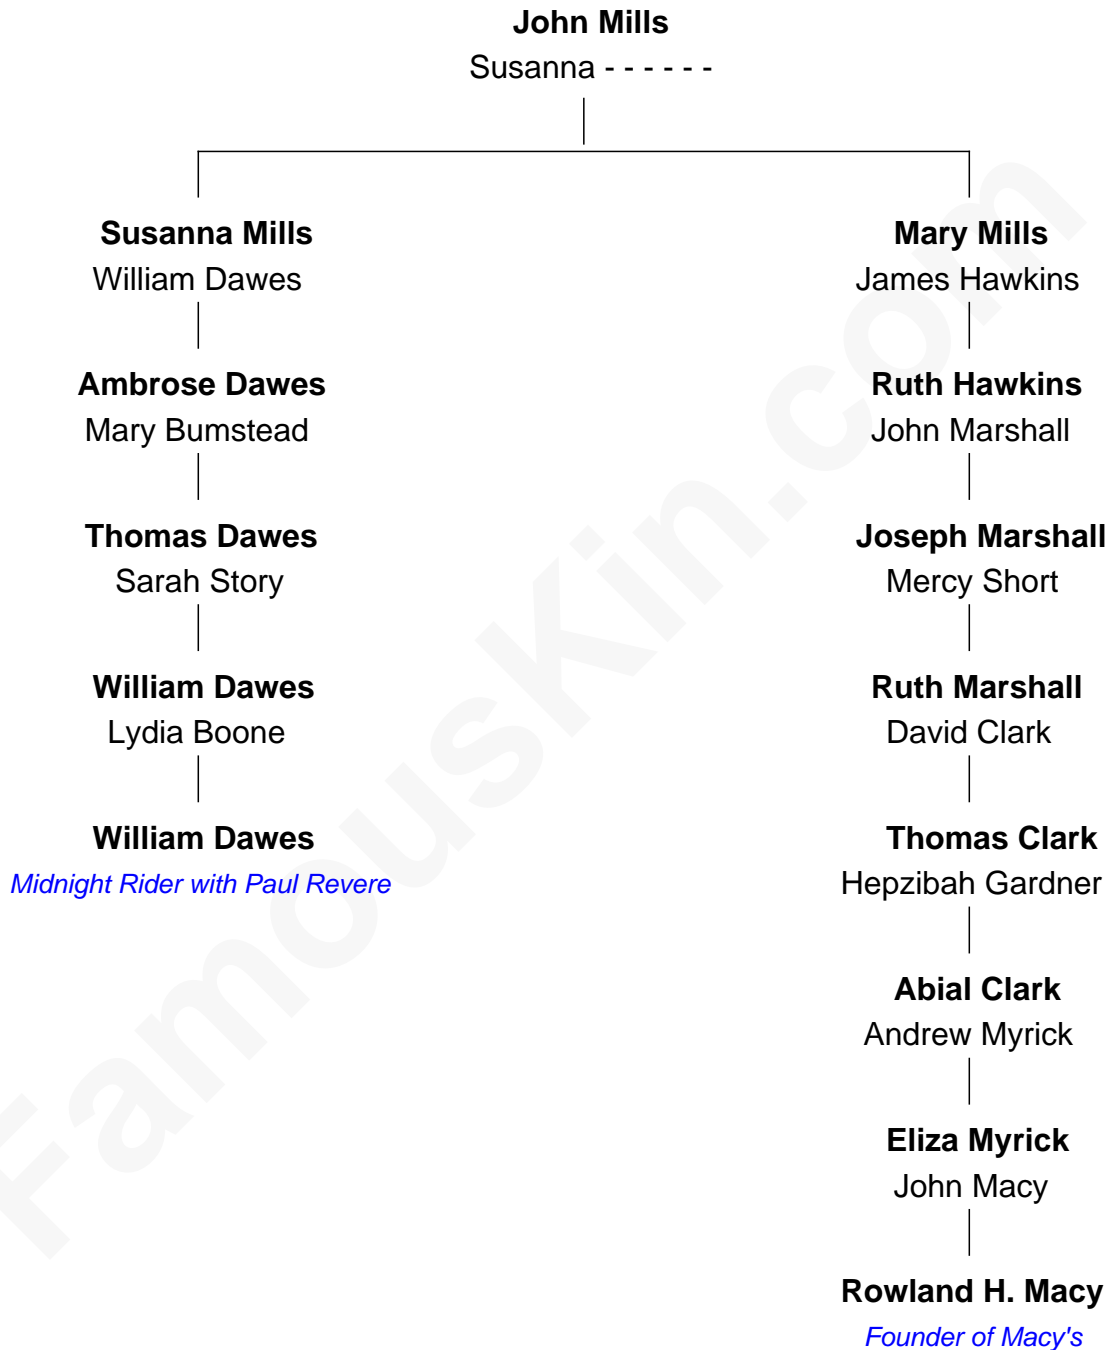 John Mills
Susanna - - - - - -
Susanna Mills
William Dawes
Ambrose Dawes
Mary Bumstead
Thomas Dawes
Sarah Story
William Dawes
Lydia Boone
William Dawes
Midnight Rider with Paul Revere
Mary Mills
James Hawkins
Ruth Hawkins
John Marshall
Joseph Marshall
Mercy Short
Ruth Marshall
David Clark
Thomas Clark
Hepzibah Gardner
Abial Clark
Andrew Myrick
Eliza Myrick
John Macy
Rowland H. Macy
Founder of Macy's
FamousKin.com